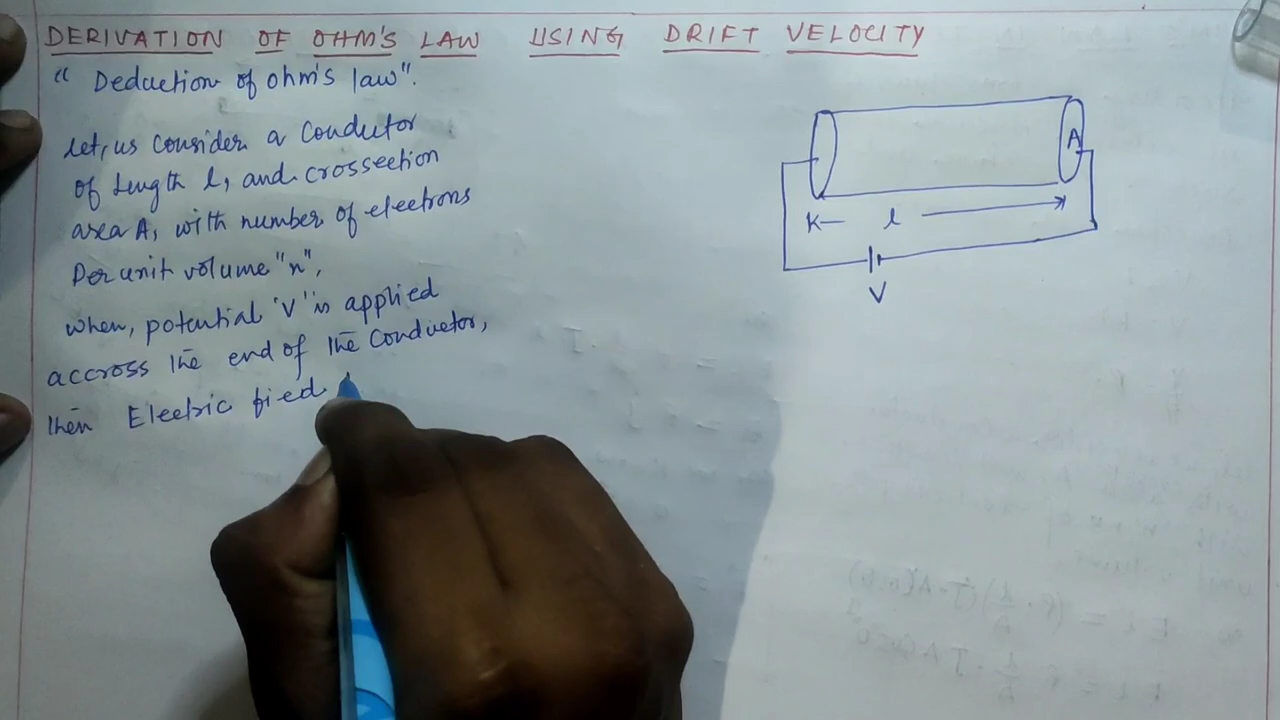 DERIVATION OF OHM'S LAW USING DRIFT VELOCITY
" Deduction of ohm's law".
let, us consider a conductor
of length l, and crossection
area A, with number of electrons
Per unit volume "n",
when, potential 'V' is applied
accross the end of the conductor,
then Electric fied
A
l
V